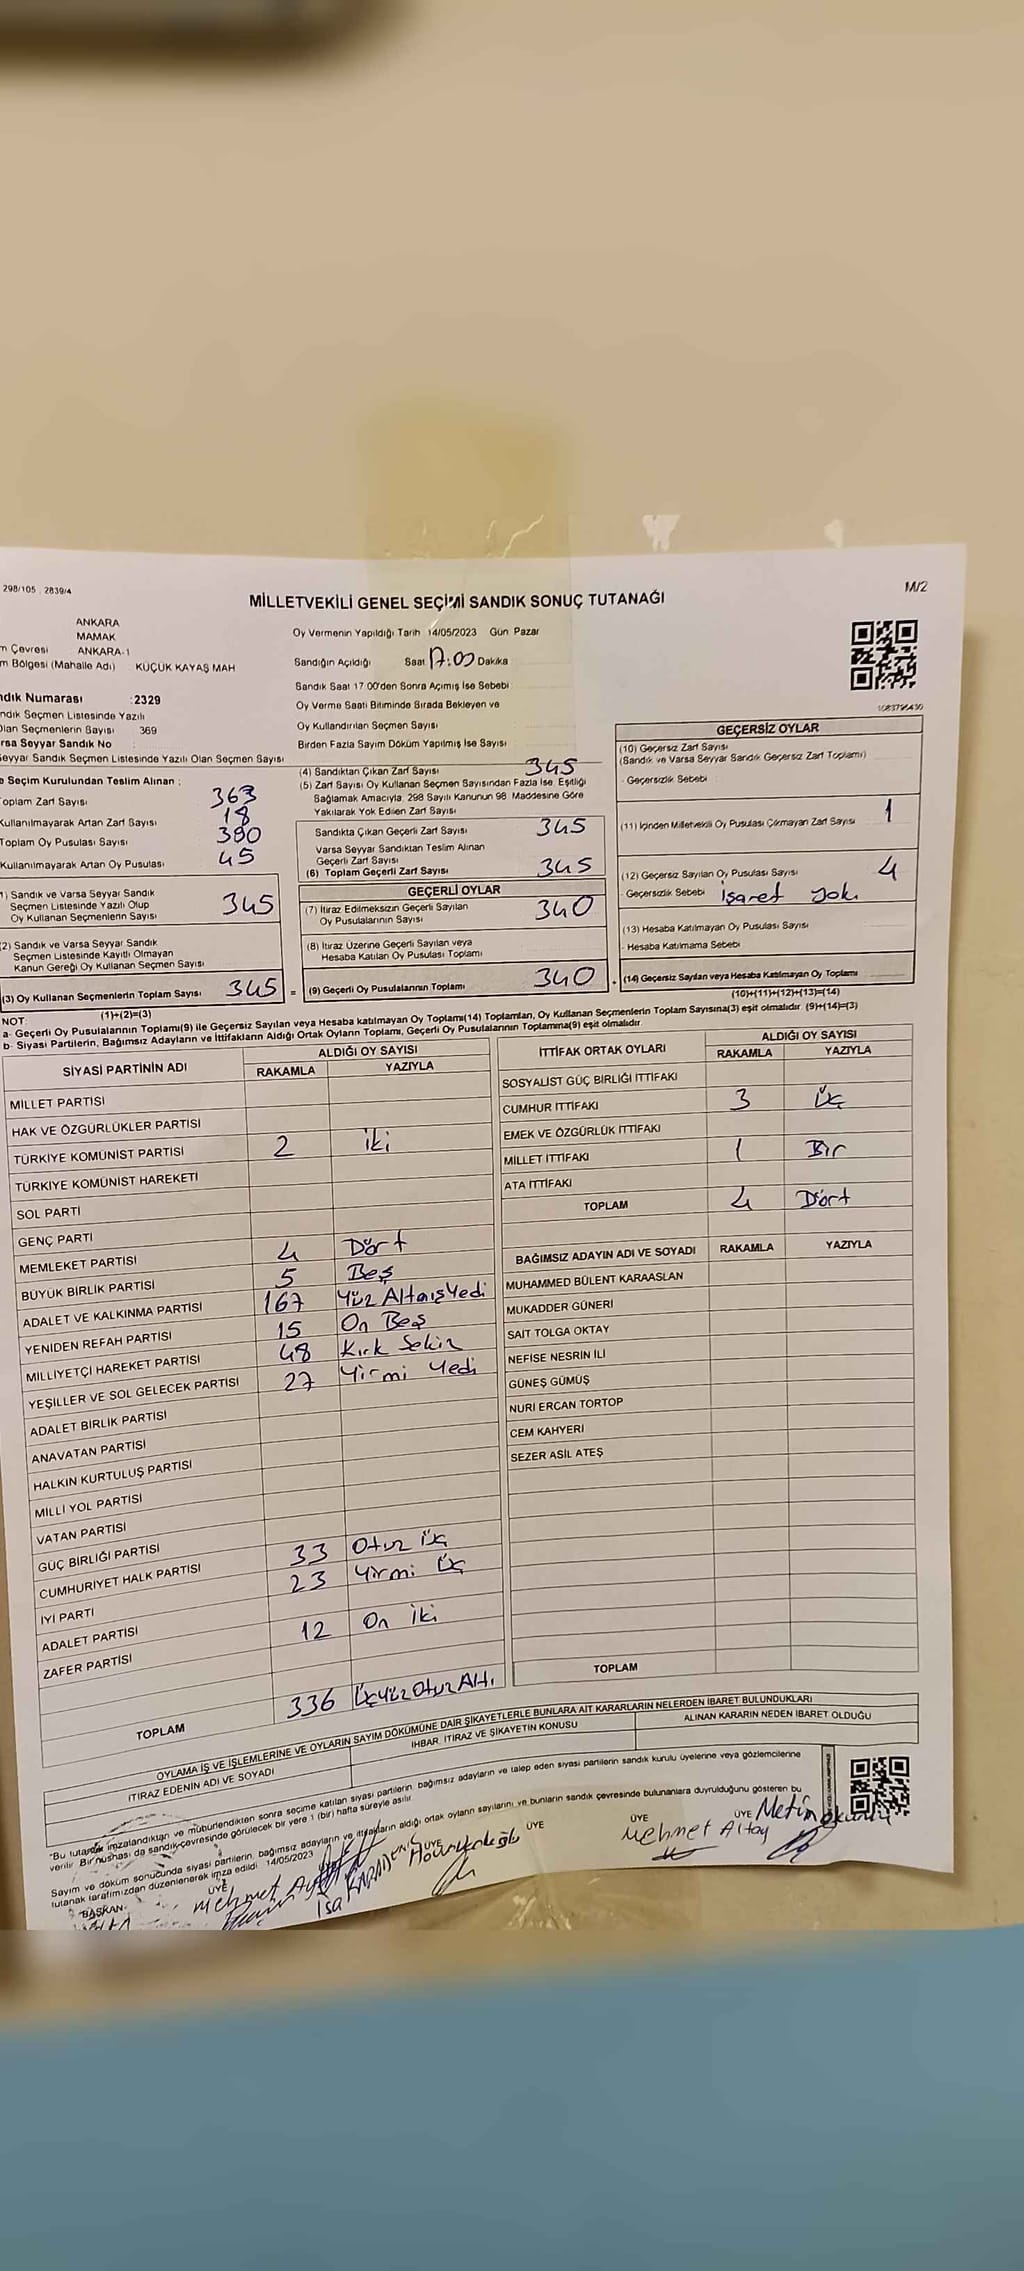 298/105 , 2839/4
M/2
MİLLETVEKİLİ GENEL SEÇİMİ SANDIK SONUÇ TUTANAĞI
ANKARA
MAMAK
m Çevresi ANKARA-1
m Bölgesi (Mahalle Adı) KÜÇÜK KAYAŞ MAH
ndık Numarası : 2329
ndık Seçmen Listesinde Yazılı
olan Seçmenlerin Sayısı 369
rsa Seyyar Sandık No
Seyyar Sandık Seçmen Listesinde Yazılı Olan Seçmen Sayısı
Oy Vermenin Yapıldığı Tarih 14/05/2023 Gün Pazar
Sandığın Açıldığı Saat 17:00 Dakika
Sandık Saat 17.00'den Sonra Açımış İse Sebebi
Oy Verme Saati Bitiminde Sırada Bekleyen ve
Oy Kullandırılan Seçmen Sayısı
Birden Fazla Sayım Döküm Yapılmış İse Sayısı
e Seçim Kurulundan Teslim Alınan :
Toplam Zarf Sayısı 363
Kullanılmayarak Artan Zarf Sayısı 18
Toplam Oy Pusulası Sayısı 390
Kullanılmayarak Artan Oy Pusulası 45
1) Sandık ve Varsa Seyyar Sandık
Seçmen Listesinde Yazılı Olup
Oy Kullanan Seçmenlerin Sayısı 345
(2) Sandık ve Varsa Seyyar Sandık
Seçmen Listesinde Kayıtlı Olmayan
Kanun Gereği Oy Kullanan Seçmen Sayısı
(3) Oy Kullanan Seçmenlerin Toplam Sayısı 345 =
(1)+(2)=(3)
(4) Sandıktan Çıkan Zarf Sayısı 345
(5) Zarf Sayısı Oy Kullanan Seçmen Sayısından Fazla İse, Eşitliği
Sağlamak Amacıyla, 298 Sayılı Kanunun 98. Maddesine Göre
Yakılarak Yok Edilen Zarf Sayısı
Sandıkta Çıkan Geçerli Zarf Sayısı 345
Varsa Seyyar Sandıktan Teslim Alınan
Geçerli Zarf Sayısı
(6) Toplam Geçerli Zarf Sayısı 345
GEÇERLİ OYLAR
(7) İtiraz Edilmeksizin Geçerli Sayılan
Oy Pusulalarının Sayısı 340
(8) İtiraz Üzerine Geçerli Sayılan veya
Hesaba Katılan Oy Pusulası Toplamı
(9) Geçerli Oy Pusulalarının Toplamı 340
GEÇERSİZ OYLAR
(10) Geçersiz Zarf Sayısı
(Sandık ve Varsa Seyyar Sandık Geçersiz Zarf Toplamı)
- Geçersizlik Sebebi
(11) İçinden Milletvekili Oy Pusulası Çıkmayan Zarf Sayısı 1
(12) Geçersiz Sayılan Oy Pusulası Sayısı 4
- Geçersizlik Sebebi İşaret yok
(13) Hesaba Katılmayan Oy Pusulası Sayısı
- Hesaba Katılmama Sebebi
(14) Geçersiz Sayılan veya Hesaba Katılmayan Oy Toplamı
(10)+(11)+(12)+(13)=(14)
NOT:
a- Geçerli Oy Pusulalarının Toplamı(9) ile Geçersiz Sayılan veya Hesaba katılmayan Oy Toplamı(14) Toplamları, Oy Kullanan Seçmenlerin Toplam Sayısına(3) eşit olmalıdır (9)+(14)=(3)
b- Siyasi Partilerin, Bağımsız Adayların ve İttifakların Aldığı Ortak Oyların Toplamı, Geçerli Oy Pusulalarının Toplamına(9) eşit olmalıdır.
SİYASİ PARTİNİN ADI ALDIĞI OY SAYISI
RAKAMLA YAZIYLA
MİLLET PARTİSİ
HAK VE ÖZGÜRLÜKLER PARTİSİ
TÜRKİYE KOMÜNİST PARTİSİ 2 iki
TÜRKİYE KOMÜNİST HAREKETİ
SOL PARTİ
GENÇ PARTİ
MEMLEKET PARTİSİ 4 Dört
BÜYÜK BİRLİK PARTİSİ 5 Beş
ADALET VE KALKINMA PARTİSİ 167 Yüz AltmışYedi
YENİDEN REFAH PARTİSİ 15 On Beş
MİLLİYETÇİ HAREKET PARTİSİ 48 Kırk Sekiz
YEŞİLLER VE SOL GELECEK PARTİSİ 27 Yirmi Yedi
ADALET BİRLİK PARTİSİ
ANAVATAN PARTİSİ
HALKIN KURTULUŞ PARTİSİ
MİLLİ YOL PARTİSİ
VATAN PARTİSİ
GÜÇ BİRLİĞİ PARTİSİ
CUMHURİYET HALK PARTİSİ 33 Otuz Üç
İYİ PARTİ 23 Yirmi Üç
ADALET PARTİSİ
ZAFER PARTİSİ 12 On iki
TOPLAM 336 ÜçYüzOtuzAltı
İTTİFAK ORTAK OYLARI ALDIĞI OY SAYISI
RAKAMLA YAZIYLA
SOSYALİST GÜÇ BİRLİĞİ İTTİFAKI
CUMHUR İTTİFAKI 3 Üç
EMEK VE ÖZGÜRLÜK İTTİFAKI
MİLLET İTTİFAKI 1 Bir
ATA İTTİFAKI
TOPLAM 4 Dört
BAĞIMSIZ ADAYIN ADI VE SOYADI RAKAMLA YAZIYLA
MUHAMMED BÜLENT KARAASLAN
MUKADDER GÜNERİ
SAİT TOLGA OKTAY
NEFİSE NESRİN İLİ
GÜNEŞ GÜMÜŞ
NURİ ERCAN TORTOP
CEM KAHYERİ
SEZER ASİL ATEŞ
TOPLAM
OYLAMA İŞ VE İŞLEMLERİNE VE OYLARIN SAYIM DÖKÜMÜNE DAİR ŞİKAYETLERLE BUNLARA AİT KARARLARIN NELERDEN İBARET BULUNDUKLARI
İTİRAZ EDENİN ADI VE SOYADI İHBAR, İTİRAZ VE ŞİKAYETİN KONUSU ALINAN KARARIN NEDEN İBARET OLDUĞU
"Bu tutanak imzalandıktan ve mühürlendikten sonra seçime katılan siyasi partilerin, bağımsız adayların ve talep eden siyasi partilerin sandık kurulu üyelerine veya gözlemcilerine
verilir. Bir nüshası da sandık çevresinde görülecek bir yere 1 (bir) hafta süreyle asılır.
Sayım ve döküm sonucunda siyasi partilerin, bağımsız adayların ve ittifakların aldığı ortak oyların sayılarını ve bunların sandık çevresinde bulunanlara duyurulduğunu gösteren bu
tutanak tarafımızdan düzenlenerek imza edildi. 14/05/2023
BAŞKAN ÜYE ÜYE ÜYE ÜYE ÜYE
Mehmet
İsa KARADENİZ
Mehmet Altay
Metin